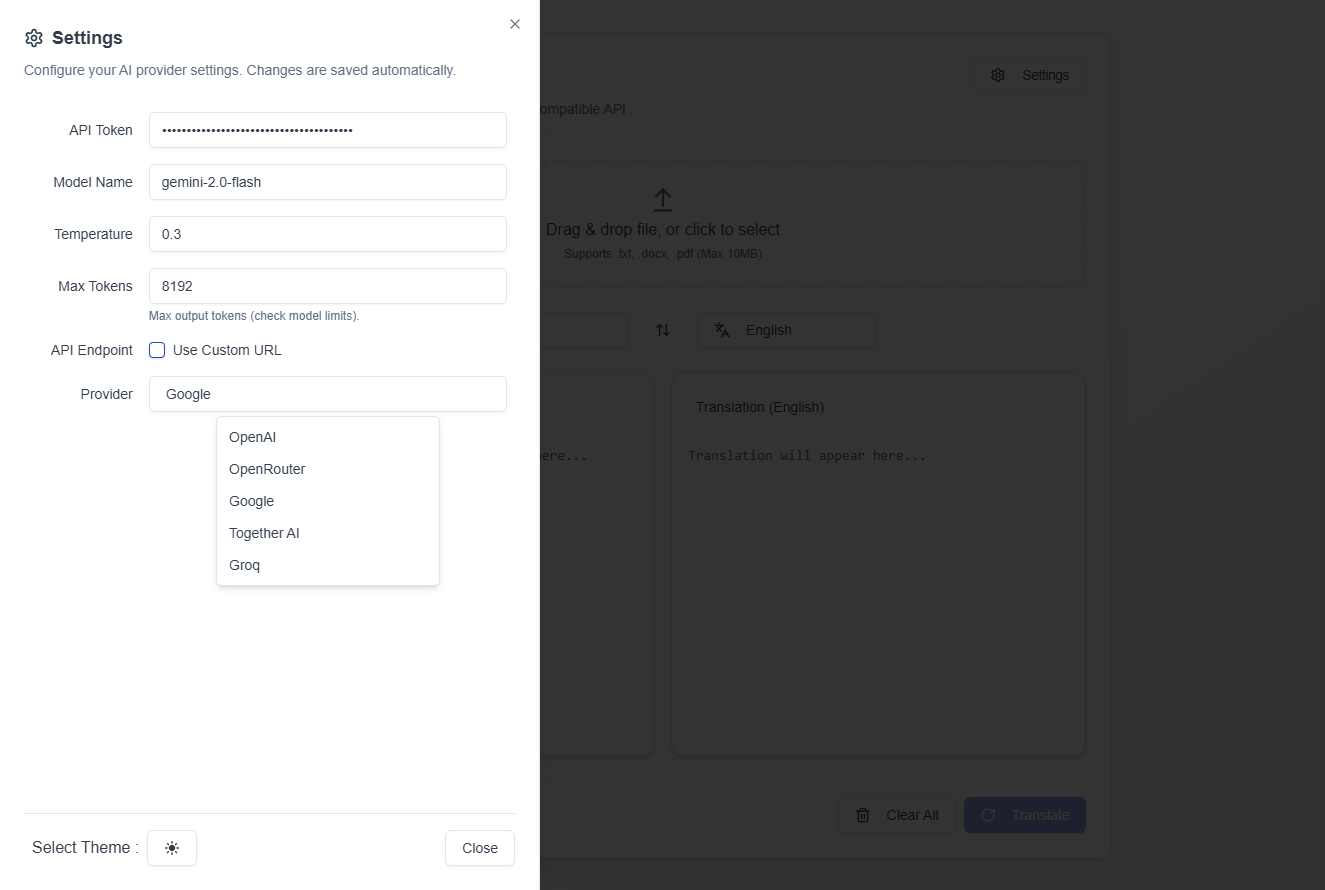 Settings
Configure your AI provider settings. Changes are saved automatically.
API Token ••••••••••••••••••••••••••••••••••••••••
Model Name gemini-2.0-flash
Temperature 0.3
Max Tokens 8192
Max output tokens (check model limits).
API Endpoint Use Custom URL
Provider Google
OpenAI
OpenRouter
Google
Together AI
Groq
Select Theme :
Close
Settings
ompatible API .
Drag & drop file, or click to select
Supports .txt, .docx, .pdf (Max 10MB)
English
Translation (English)
ere...
Translation will appear here...
Clear All
Translate